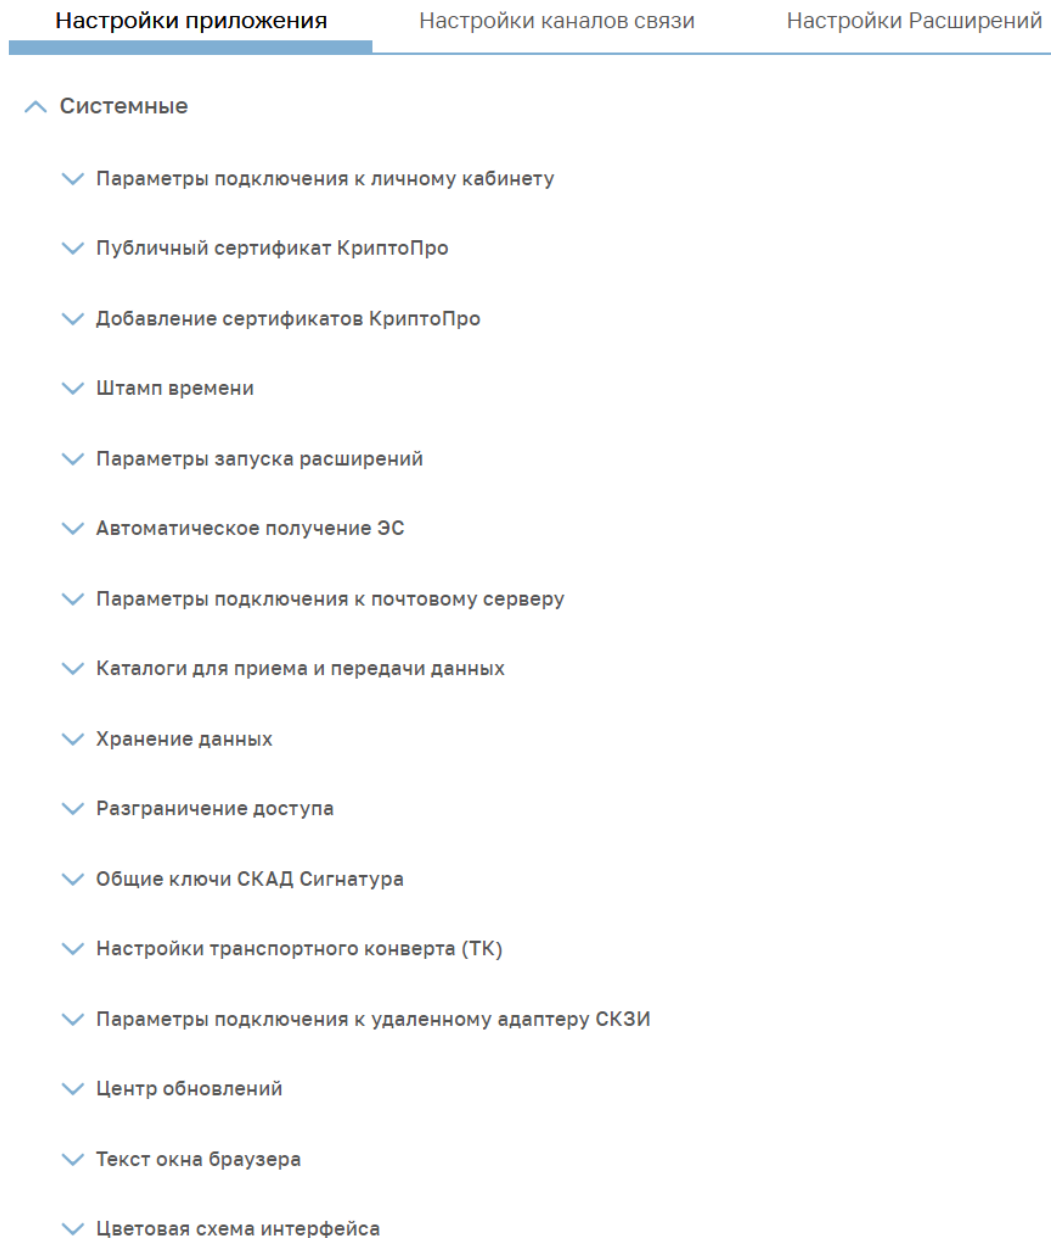 Настройки приложения Настройки каналов связи Настройки Расширений
Системные
Параметры подключения к личному кабинету
Публичный сертификат КриптоПро
Добавление сертификатов КриптоПро
Штамп времени
Параметры запуска расширений
Автоматическое получение ЭС
Параметры подключения к почтовому серверу
Каталоги для приема и передачи данных
Хранение данных
Разграничение доступа
Общие ключи СКАД Сигнатура
Настройки транспортного конверта (ТК)
Параметры подключения к удаленному адаптеру СКЗИ
Центр обновлений
Текст окна браузера
Цветовая схема интерфейса